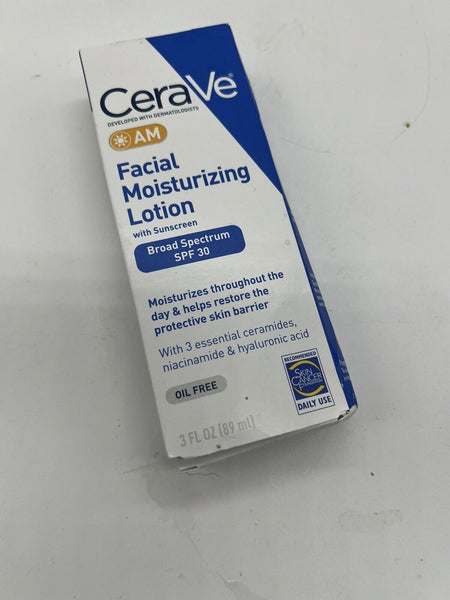 CeraVe®
DEVELOPED WITH DERMATOLOGISTS
AM
Facial
Moisturizing
Lotion
with Sunscreen
Broad Spectrum
SPF 30
Moisturizes throughout the
day & helps restore the
protective skin barrier
With 3 essential ceramides,
niacinamide & hyaluronic acid
OIL FREE
3 FL OZ (89 ml)
RECOMMENDED
SKIN
CANCER
FOUNDATION
DAILY USE